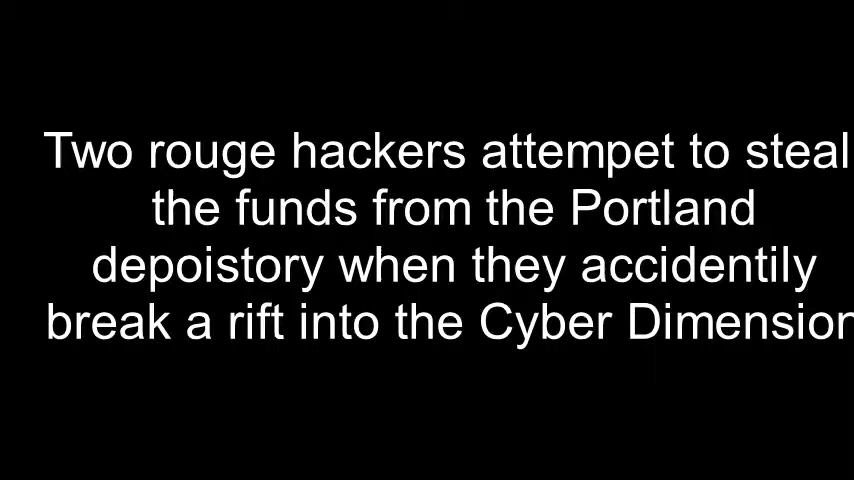 Two rouge hackers attempet to steal
the funds from the Portland
depoistory when they accidentily
break a rift into the Cyber Dimension